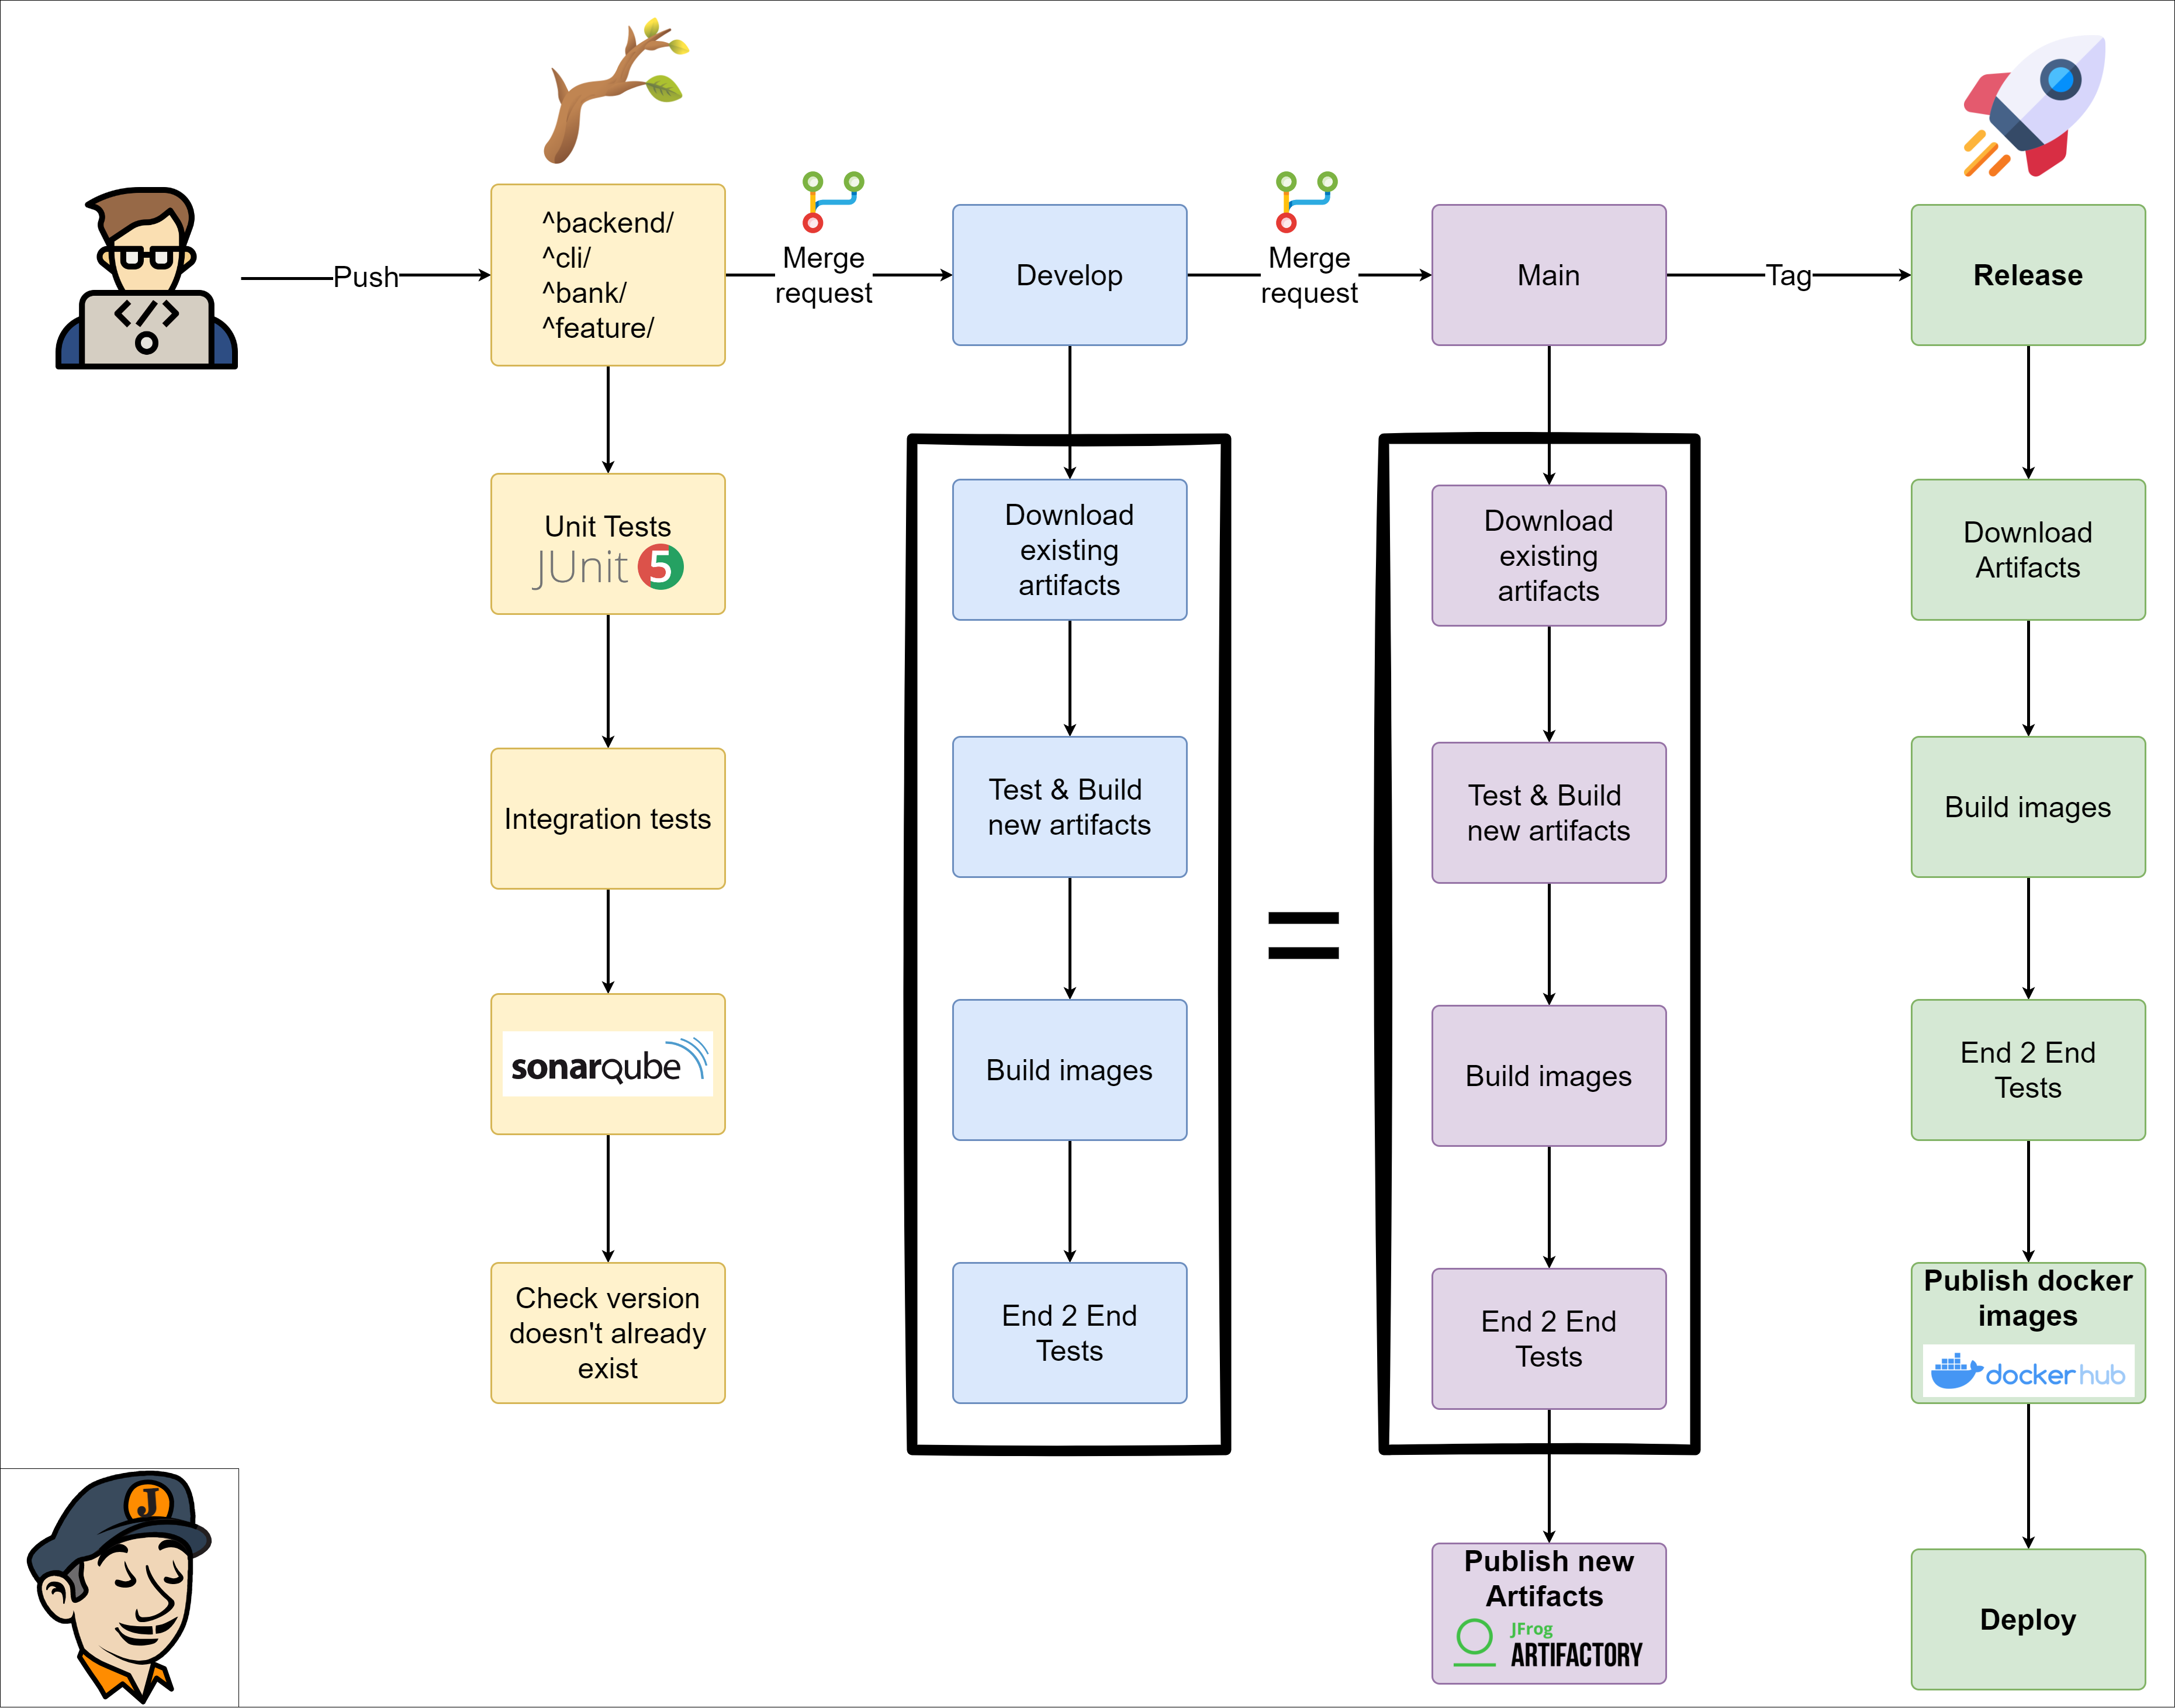 Push
^backend/
^cli/
^bank/
^feature/
Merge
request
Develop
Merge
request
Main
Tag
Release
Unit Tests
JUnit 5
Integration tests
sonarqube
Check version
doesn't already
exist
Download
existing
artifacts
Test & Build
new artifacts
Build images
End 2 End
Tests
=
Download
existing
artifacts
Test & Build
new artifacts
Build images
End 2 End
Tests
Publish new
Artifacts
JFrog
ARTIFACTORY
Download
Artifacts
Build images
End 2 End
Tests
Publish docker
images
dockerhub
Deploy
J